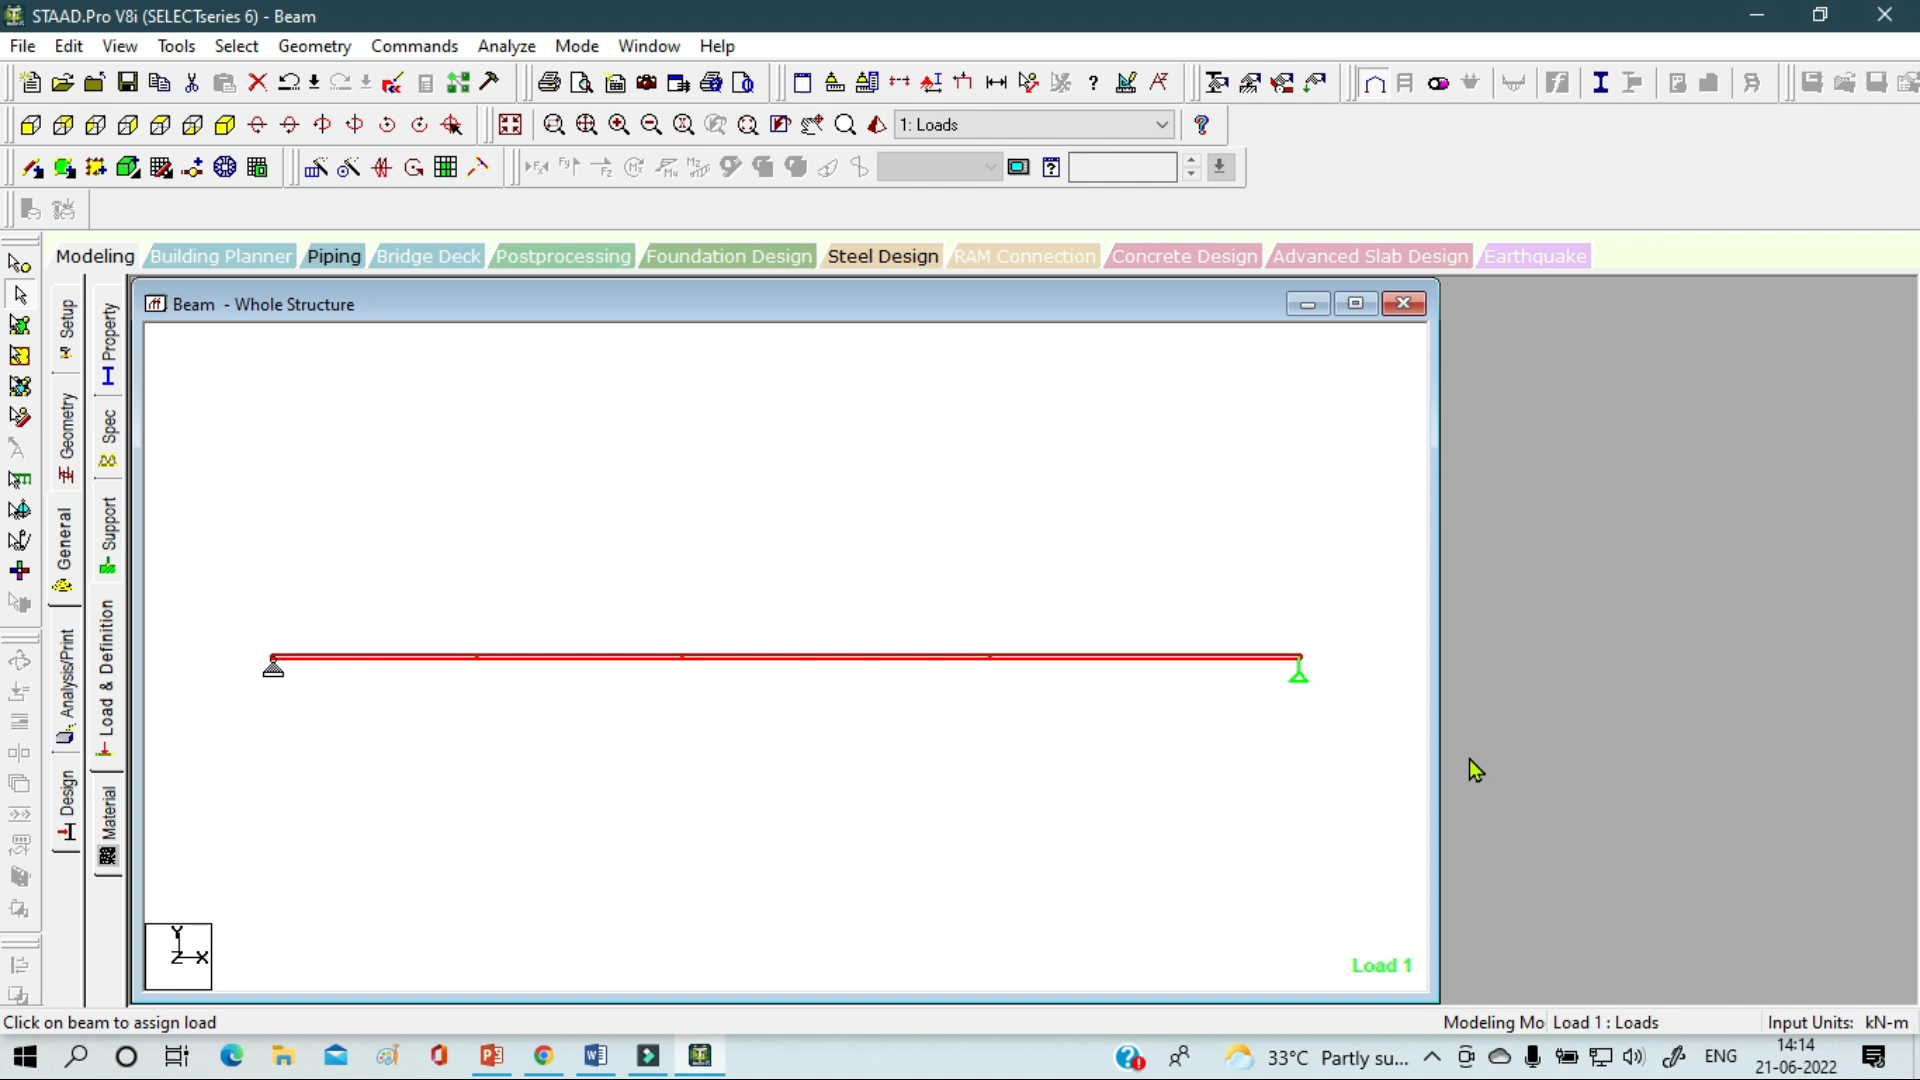 STAAD.Pro V8i (SELECTseries 6) - Beam
File Edit View Tools Select Geometry Commands Analyze Mode Window Help
1: Loads
Modeling Building Planner Piping Bridge Deck Postprocessing Foundation Design Steel Design RAM Connection Concrete Design Advanced Slab Design Earthquake
Setup
Geometry
General
Analysis/Print
Design
Property
Spec
Support
Load & Definition
Material
Beam - Whole Structure
Y
Z X
Load 1
Click on beam to assign load
Modeling Mo Load 1 : Loads Input Units: kN-m
33°C Partly su... ENG
14:14
21-06-2022